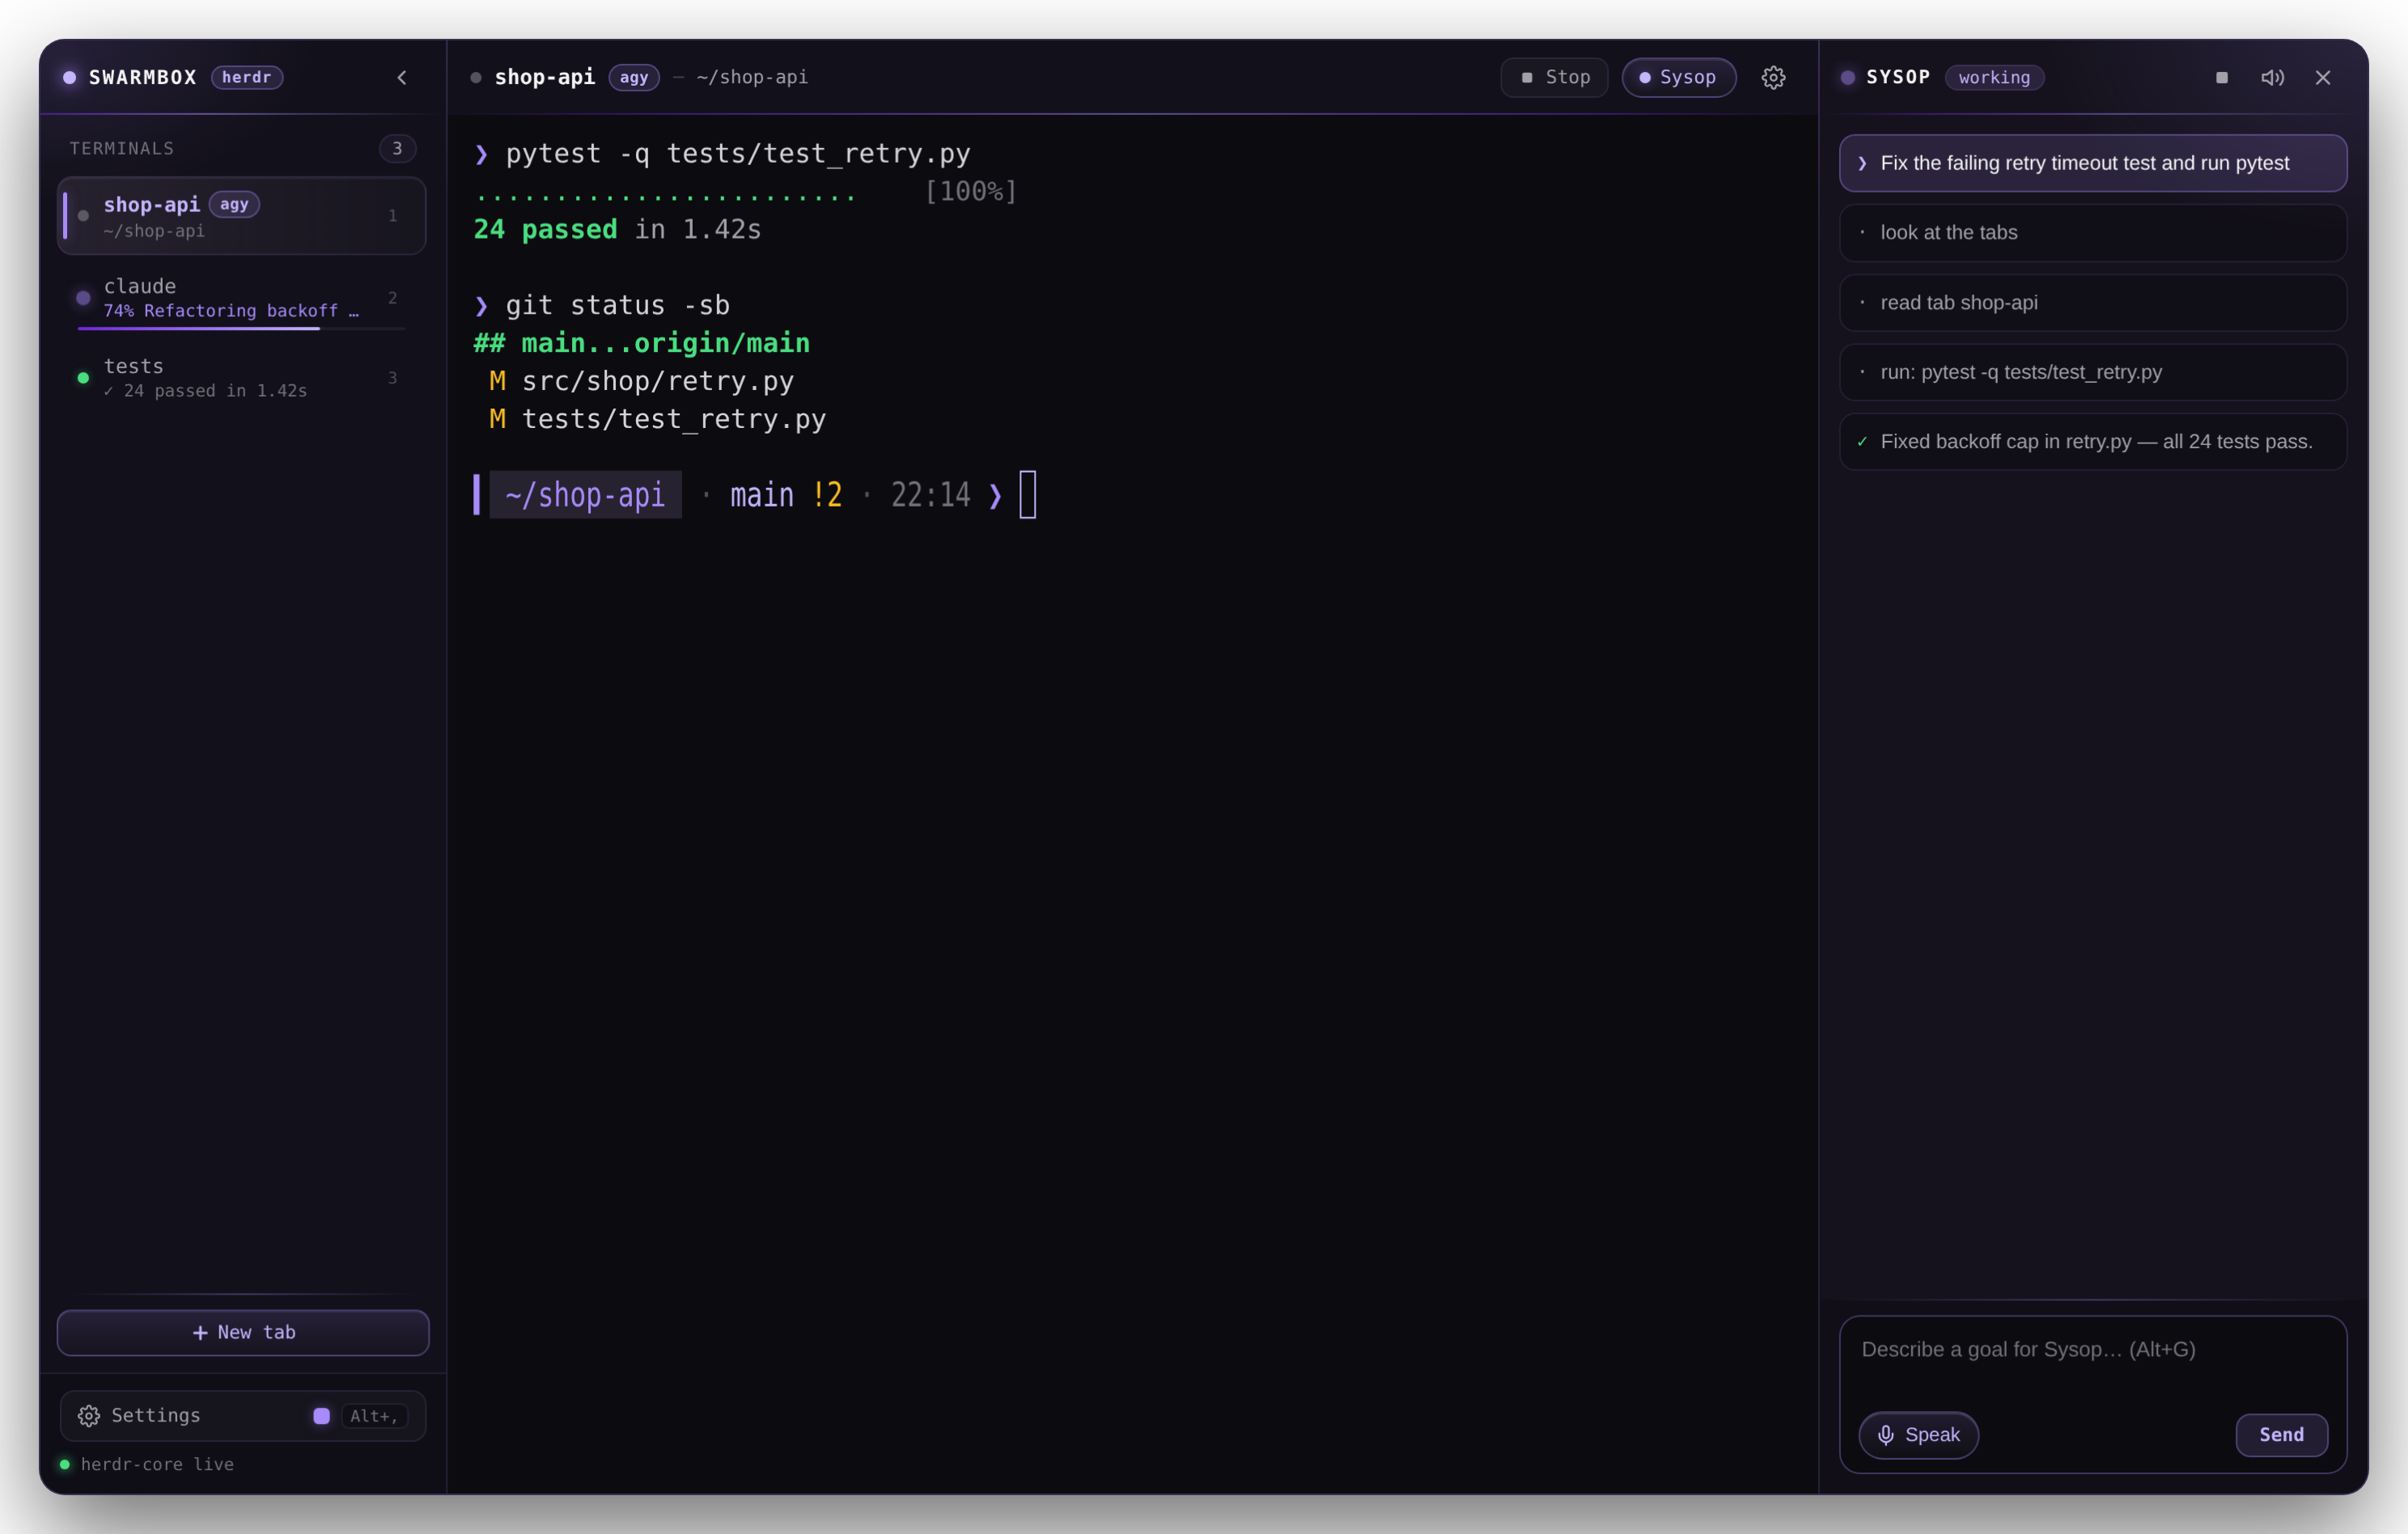 SWARMBOX herdr
TERMINALS 3
shop-api agy 1
~/shop-api
claude 2
74% Refactoring backoff …
tests 3
✓ 24 passed in 1.42s
+ New tab
Settings Alt+,
herdr-core live
shop-api agy — ~/shop-api Stop Sysop
❯ pytest -q tests/test_retry.py
........................ [100%]
24 passed in 1.42s
❯ git status -sb
## main...origin/main
M src/shop/retry.py
M tests/test_retry.py
~/shop-api · main !2 · 22:14 ❯
SYSOP working
❯ Fix the failing retry timeout test and run pytest
· look at the tabs
· read tab shop-api
· run: pytest -q tests/test_retry.py
✓ Fixed backoff cap in retry.py — all 24 tests pass.
Describe a goal for Sysop… (Alt+G)
Speak Send